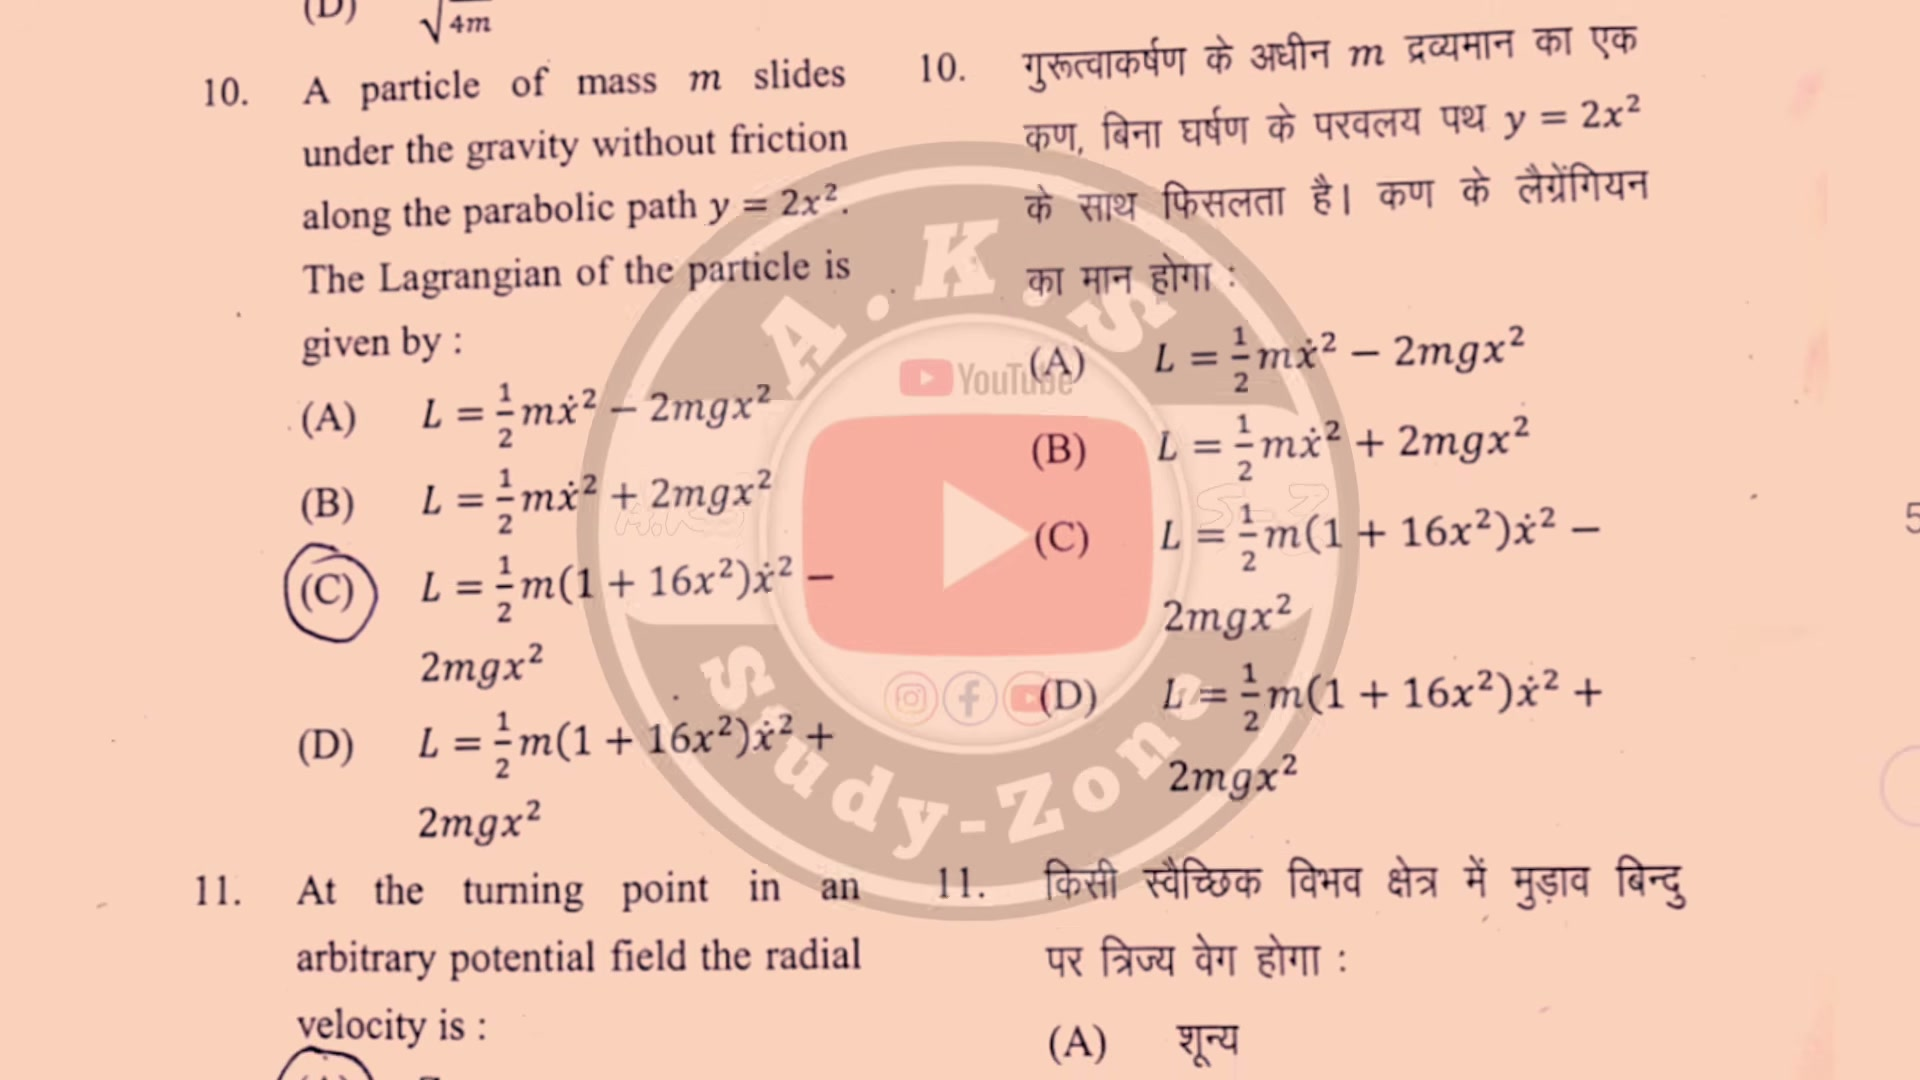 (D) √4m
10. A particle of mass m slides
under the gravity without friction
along the parabolic path y = 2x².
The Lagrangian of the particle is
given by :
(A) L = ½mẋ² − 2mgx²
(B) L = ½mẋ² + 2mgx²
(C) L = ½m(1 + 16x²)ẋ² −
2mgx²
(D) L = ½m(1 + 16x²)ẋ² +
2mgx²
11. At the turning point in an
arbitrary potential field the radial
velocity is :
10. गुरूत्वाकर्षण के अधीन m द्रव्यमान का एक
कण, बिना घर्षण के परवलय पथ y = 2x²
के साथ फिसलता है। कण के लैग्रेंगियन
का मान होगा :
(A) L = ½mẋ² − 2mgx²
(B) L = ½mẋ² + 2mgx²
(C) L = ½m(1 + 16x²)ẋ² −
2mgx²
(D) L = ½m(1 + 16x²)ẋ² +
2mgx²
11. किसी स्वैच्छिक विभव क्षेत्र में मुड़ाव बिन्दु
पर त्रिज्य वेग होगा :
(A) शून्य
5
A.K.S
YouTube
Study-Zone